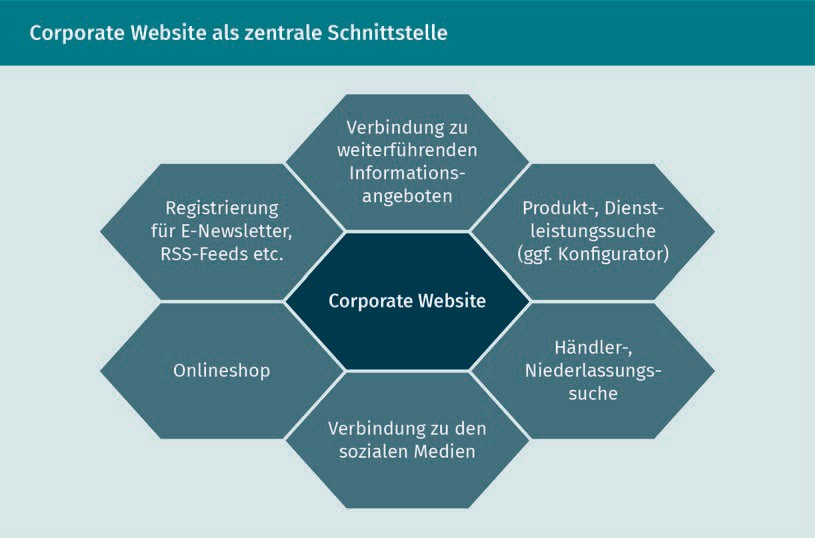 Corporate Website als zentrale Schnittstelle
Verbindung zu
weiterführenden
Informations-
angeboten
Registrierung
für E-Newsletter,
RSS-Feeds etc.
Produkt-, Dienst-
leistungssuche
(ggf. Konfigurator)
Corporate Website
Onlineshop
Händler-,
Niederlassungs-
suche
Verbindung zu den
sozialen Medien